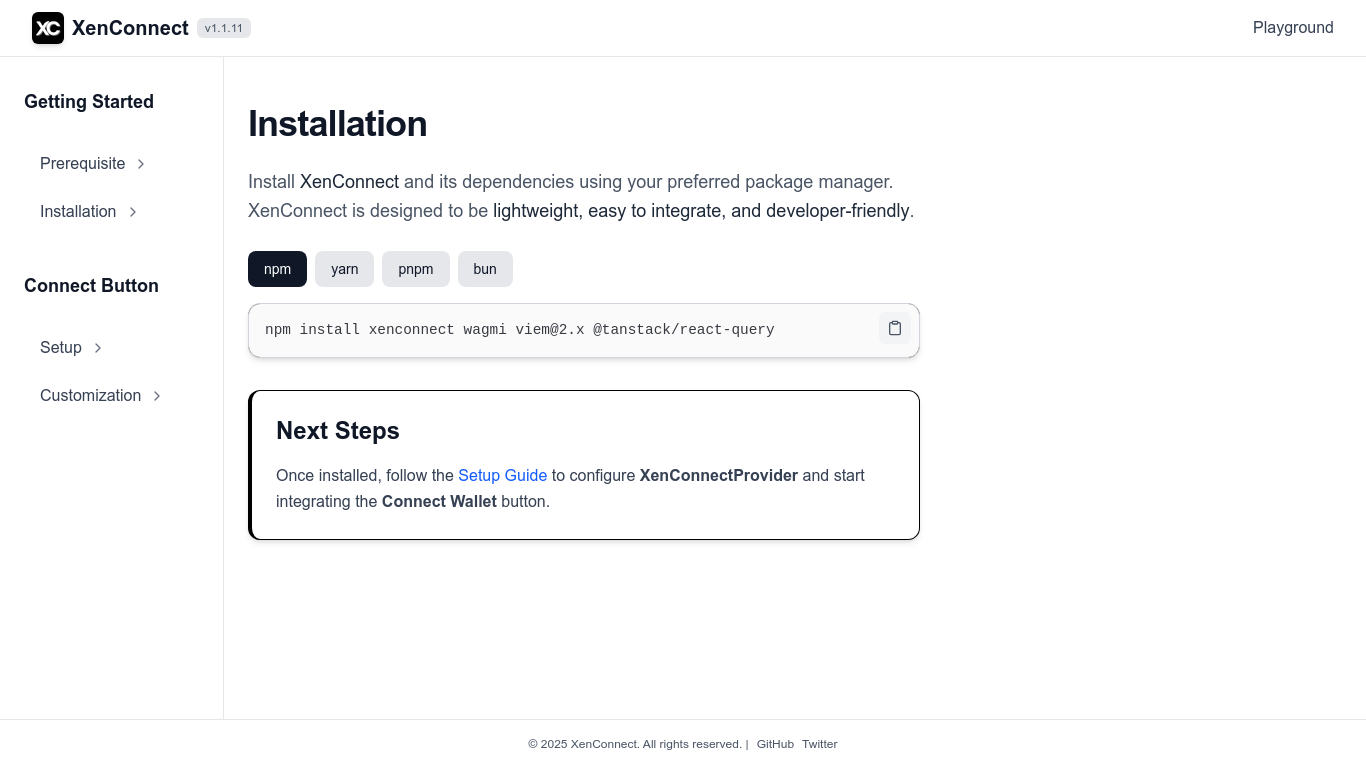 XC XenConnect v1.1.11 Playground
Getting Started
Prerequisite
Installation
Connect Button
Setup
Customization
Installation
Install XenConnect and its dependencies using your preferred package manager.
XenConnect is designed to be lightweight, easy to integrate, and developer-friendly.
npm yarn pnpm bun
npm install xenconnect wagmi viem@2.x @tanstack/react-query
Next Steps
Once installed, follow the Setup Guide to configure XenConnectProvider and start
integrating the Connect Wallet button.
© 2025 XenConnect. All rights reserved. | GitHub Twitter